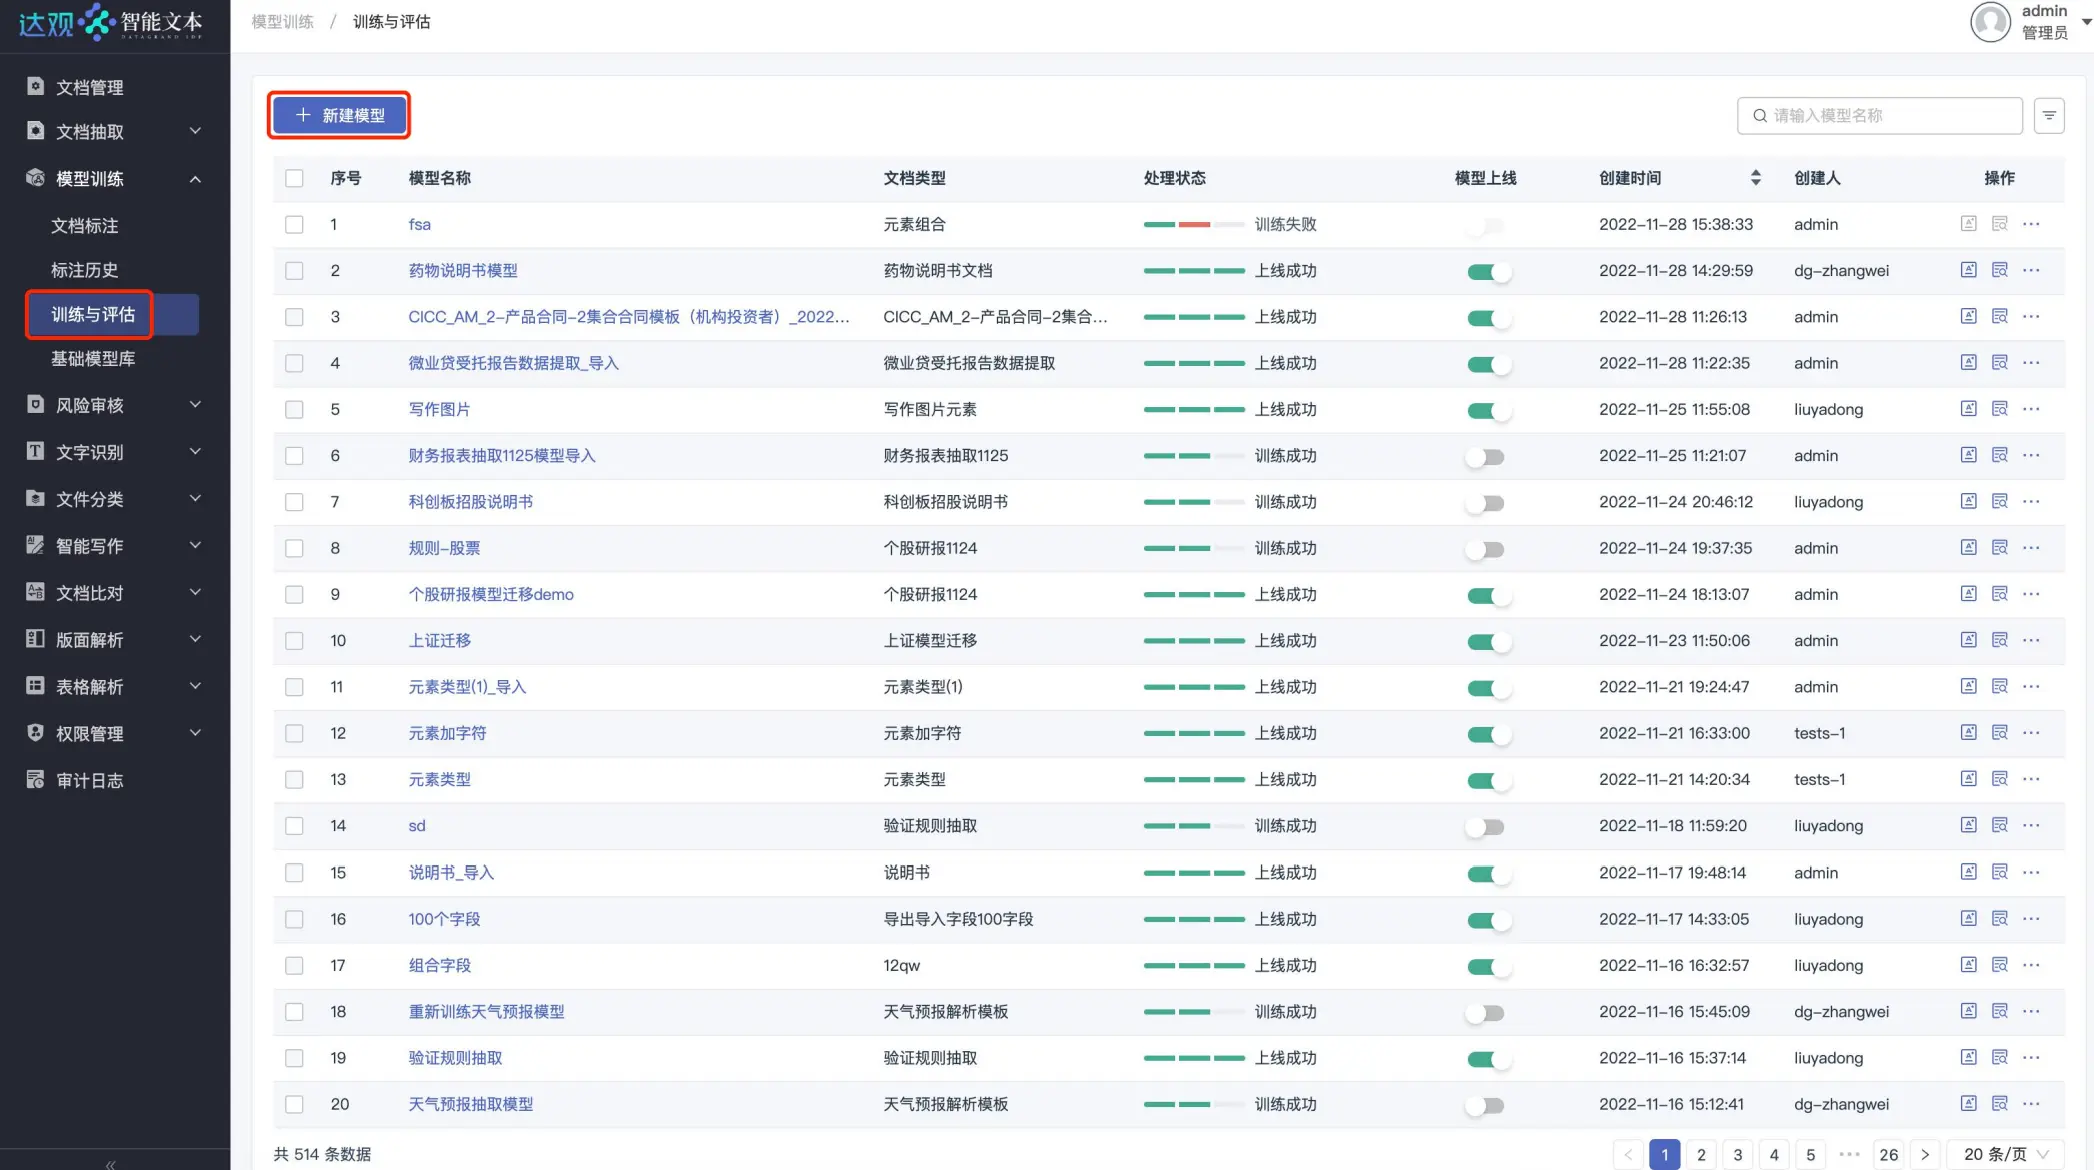 达观 智能文本
DATAGRAND IDP
模型训练 / 训练与评估
admin
管理员
文档管理
文档抽取
模型训练
文档标注
标注历史
训练与评估
基础模型库
风险审核
文字识别
文件分类
智能写作
文档比对
版面解析
表格解析
权限管理
审计日志
+ 新建模型
请输入模型名称
序号 模型名称 文档类型 处理状态 模型上线 创建时间 创建人 操作
1 fsa 元素组合 训练失败 2022-11-28 15:38:33 admin
2 药物说明书模型 药物说明书文档 上线成功 2022-11-28 14:29:59 dg-zhangwei
3 CICC_AM_2-产品合同-2集合合同模板（机构投资者）_2022... CICC_AM_2-产品合同-2集合... 上线成功 2022-11-28 11:26:13 admin
4 微业贷受托报告数据提取_导入 微业贷受托报告数据提取 上线成功 2022-11-28 11:22:35 admin
5 写作图片 写作图片元素 上线成功 2022-11-25 11:55:08 liuyadong
6 财务报表抽取1125模型导入 财务报表抽取1125 训练成功 2022-11-25 11:21:07 admin
7 科创板招股说明书 科创板招股说明书 训练成功 2022-11-24 20:46:12 liuyadong
8 规则-股票 个股研报1124 训练成功 2022-11-24 19:37:35 admin
9 个股研报模型迁移demo 个股研报1124 上线成功 2022-11-24 18:13:07 admin
10 上证迁移 上证模型迁移 上线成功 2022-11-23 11:50:06 admin
11 元素类型(1)_导入 元素类型(1) 上线成功 2022-11-21 19:24:47 admin
12 元素加字符 元素加字符 上线成功 2022-11-21 16:33:00 tests-1
13 元素类型 元素类型 上线成功 2022-11-21 14:20:34 tests-1
14 sd 验证规则抽取 训练成功 2022-11-18 11:59:20 liuyadong
15 说明书_导入 说明书 上线成功 2022-11-17 19:48:14 admin
16 100个字段 导出导入字段100字段 上线成功 2022-11-17 14:33:05 liuyadong
17 组合字段 12qw 上线成功 2022-11-16 16:32:57 liuyadong
18 重新训练天气预报模型 天气预报解析模板 训练成功 2022-11-16 15:45:09 dg-zhangwei
19 验证规则抽取 验证规则抽取 上线成功 2022-11-16 15:37:14 liuyadong
20 天气预报抽取模型 天气预报解析模板 训练成功 2022-11-16 15:12:41 dg-zhangwei
共 514 条数据
< 1 2 3 4 5 ••• 26 > 20 条/页